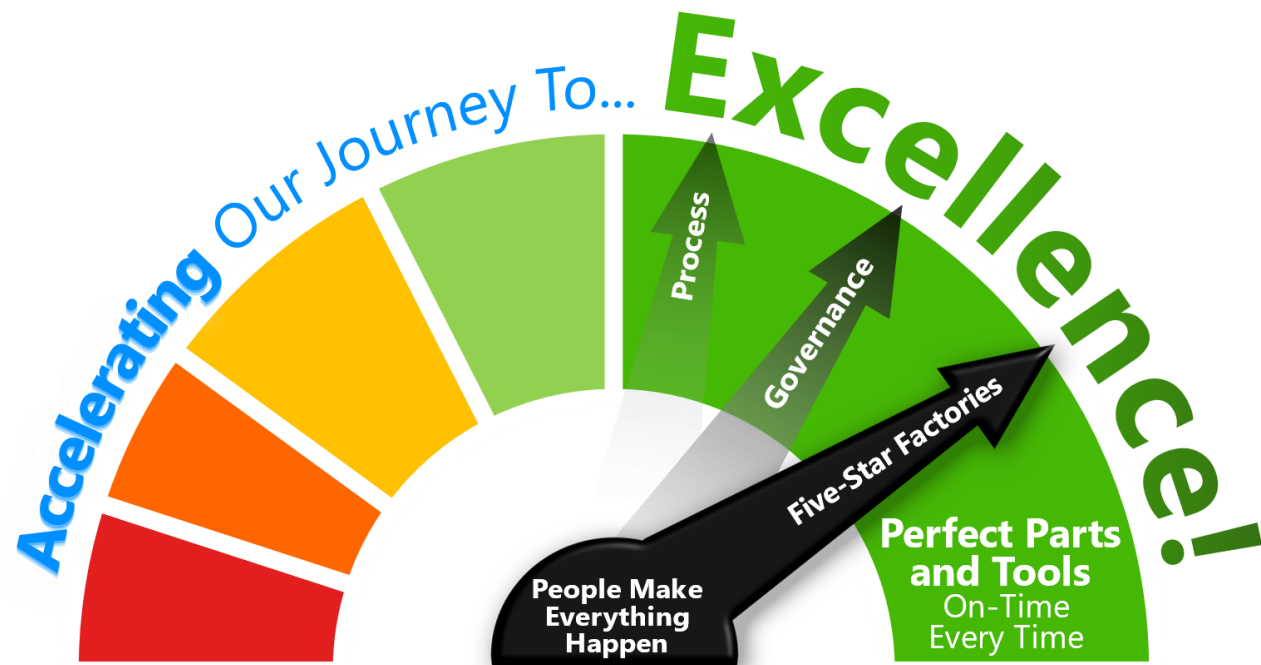 Accelerating Our Journey To... Excellence!
Process
Governance
Five-Star Factories
People Make
Everything
Happen
Perfect Parts
and Tools
On-Time
Every Time